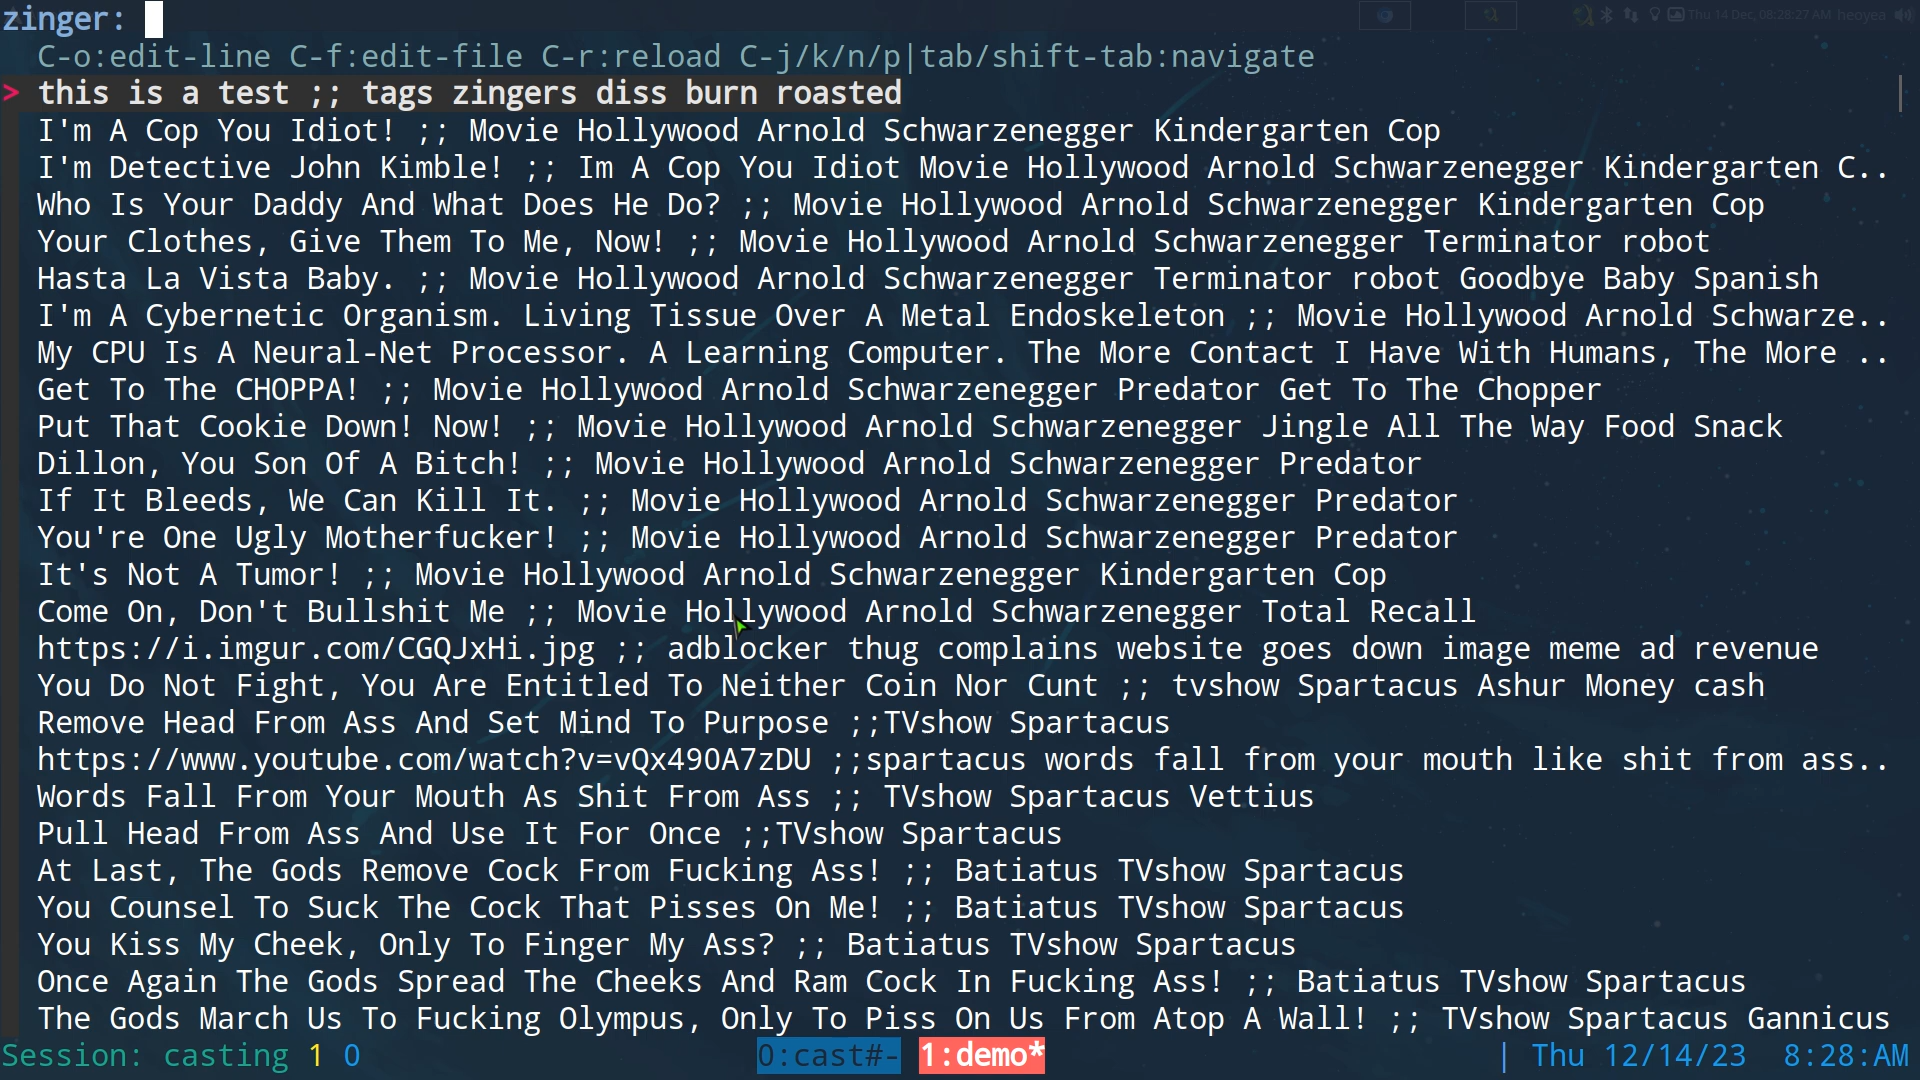 zinger:
Thu 14 Dec, 08:28:27 AM heoyea
C-o:edit-line C-f:edit-file C-r:reload C-j/k/n/p|tab/shift-tab:navigate
> this is a test ;; tags zingers diss burn roasted
I'm A Cop You Idiot! ;; Movie Hollywood Arnold Schwarzenegger Kindergarten Cop
I'm Detective John Kimble! ;; Im A Cop You Idiot Movie Hollywood Arnold Schwarzenegger Kindergarten C..
Who Is Your Daddy And What Does He Do? ;; Movie Hollywood Arnold Schwarzenegger Kindergarten Cop
Your Clothes, Give Them To Me, Now! ;; Movie Hollywood Arnold Schwarzenegger Terminator robot
Hasta La Vista Baby. ;; Movie Hollywood Arnold Schwarzenegger Terminator robot Goodbye Baby Spanish
I'm A Cybernetic Organism. Living Tissue Over A Metal Endoskeleton ;; Movie Hollywood Arnold Schwarze..
My CPU Is A Neural-Net Processor. A Learning Computer. The More Contact I Have With Humans, The More ..
Get To The CHOPPA! ;; Movie Hollywood Arnold Schwarzenegger Predator Get To The Chopper
Put That Cookie Down! Now! ;; Movie Hollywood Arnold Schwarzenegger Jingle All The Way Food Snack
Dillon, You Son Of A Bitch! ;; Movie Hollywood Arnold Schwarzenegger Predator
If It Bleeds, We Can Kill It. ;; Movie Hollywood Arnold Schwarzenegger Predator
You're One Ugly Motherfucker! ;; Movie Hollywood Arnold Schwarzenegger Predator
It's Not A Tumor! ;; Movie Hollywood Arnold Schwarzenegger Kindergarten Cop
Come On, Don't Bullshit Me ;; Movie Hollywood Arnold Schwarzenegger Total Recall
https://i.imgur.com/CGQJxHi.jpg ;; adblocker thug complains website goes down image meme ad revenue
You Do Not Fight, You Are Entitled To Neither Coin Nor Cunt ;; tvshow Spartacus Ashur Money cash
Remove Head From Ass And Set Mind To Purpose ;;TVshow Spartacus
https://www.youtube.com/watch?v=vQx490A7zDU ;;spartacus words fall from your mouth like shit from ass..
Words Fall From Your Mouth As Shit From Ass ;; TVshow Spartacus Vettius
Pull Head From Ass And Use It For Once ;;TVshow Spartacus
At Last, The Gods Remove Cock From Fucking Ass! ;; Batiatus TVshow Spartacus
You Counsel To Suck The Cock That Pisses On Me! ;; Batiatus TVshow Spartacus
You Kiss My Cheek, Only To Finger My Ass? ;; Batiatus TVshow Spartacus
Once Again The Gods Spread The Cheeks And Ram Cock In Fucking Ass! ;; Batiatus TVshow Spartacus
The Gods March Us To Fucking Olympus, Only To Piss On Us From Atop A Wall! ;; TVshow Spartacus Gannicus
Session: casting 1 0 0:cast#- 1:demo* | Thu 12/14/23 8:28:AM